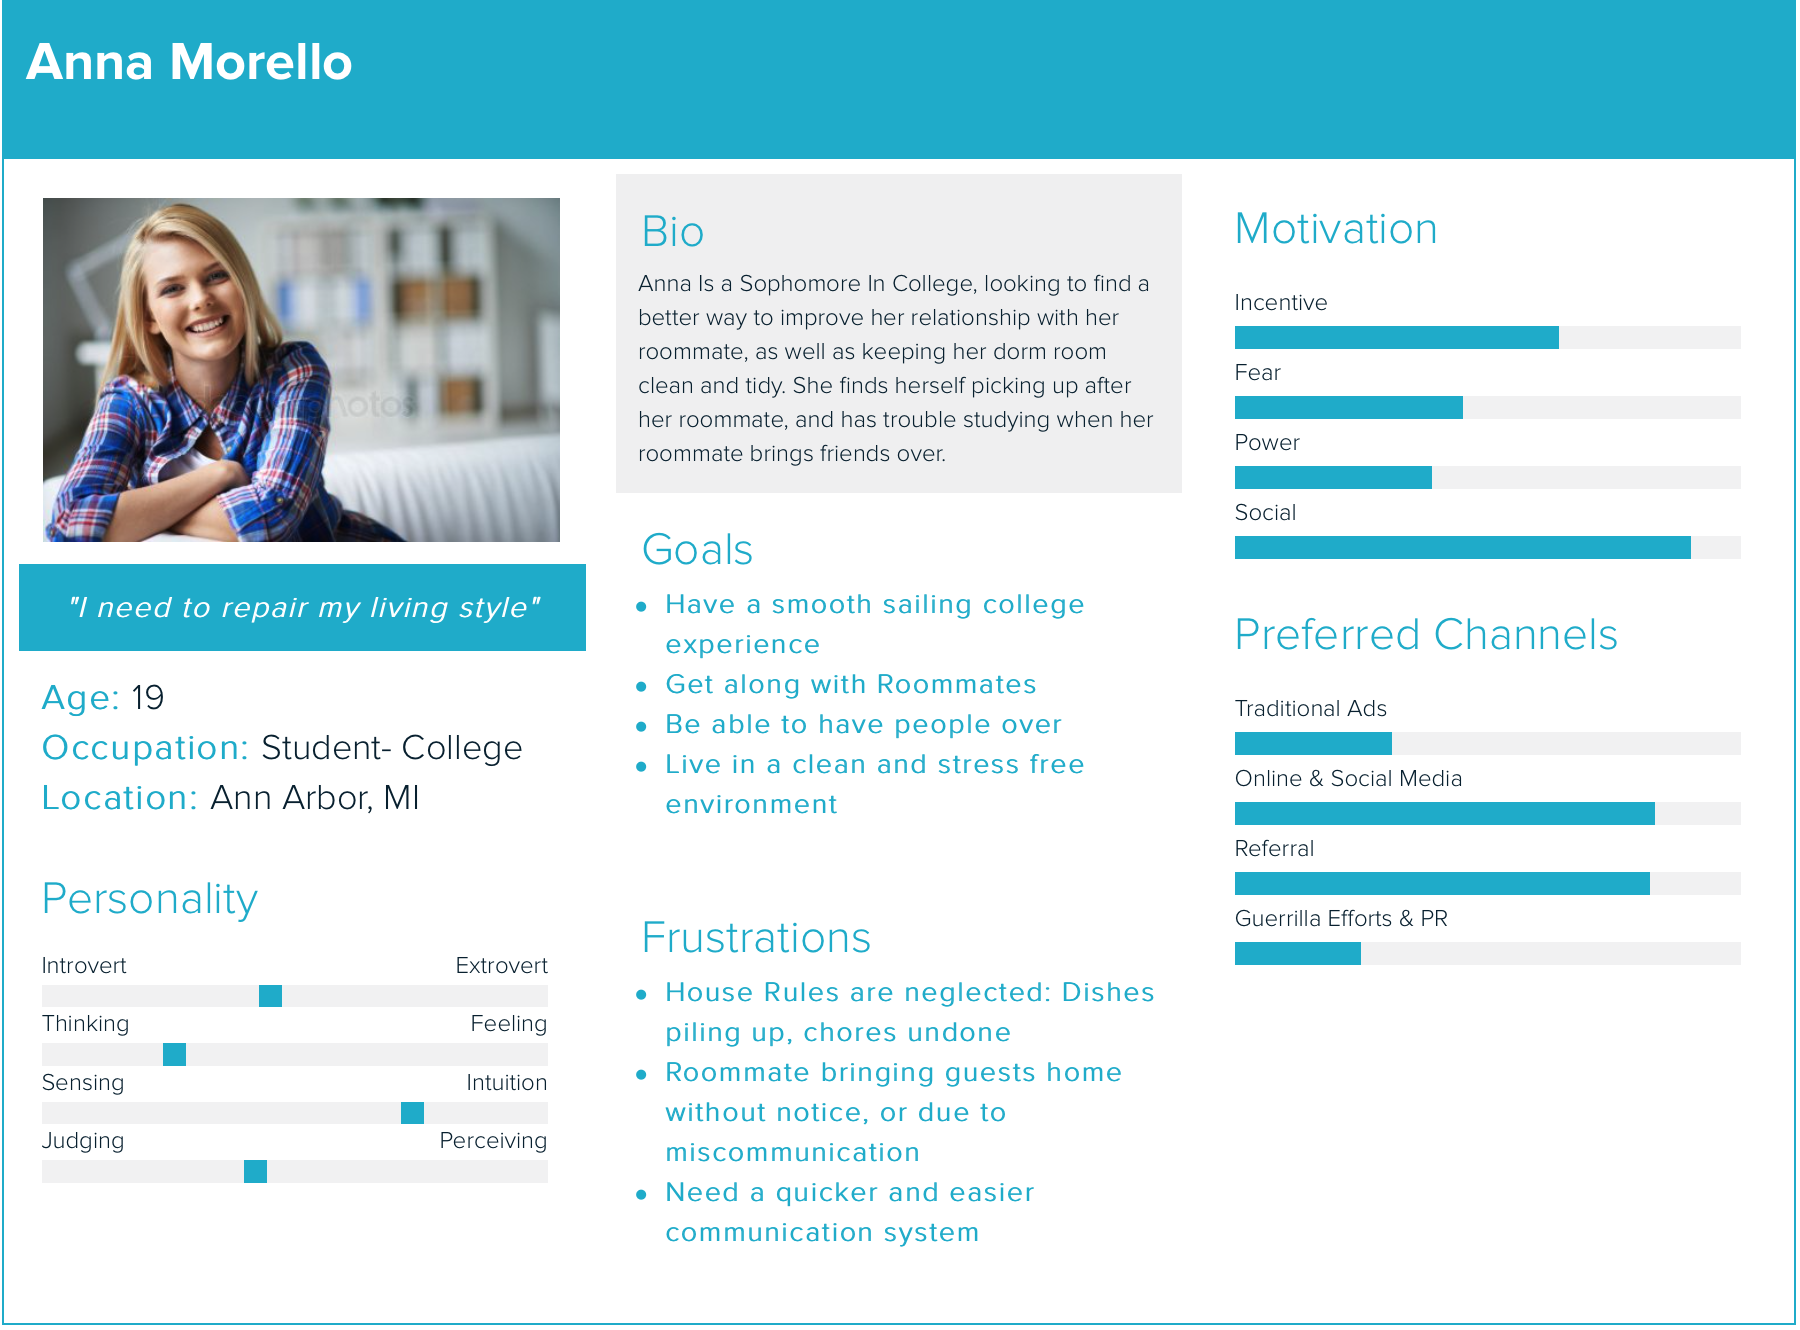 Anna Morello
"I need to repair my living style"
Age: 19
Occupation: Student- College
Location: Ann Arbor, MI
Personality
Introvert Extrovert
Thinking Feeling
Sensing Intuition
Judging Perceiving
Bio
Anna Is a Sophomore In College, looking to find a
better way to improve her relationship with her
roommate, as well as keeping her dorm room
clean and tidy. She finds herself picking up after
her roommate, and has trouble studying when her
roommate brings friends over.
Goals
Have a smooth sailing college
experience
Get along with Roommates
Be able to have people over
Live in a clean and stress free
environment
Frustrations
House Rules are neglected: Dishes
piling up, chores undone
Roommate bringing guests home
without notice, or due to
miscommunication
Need a quicker and easier
communication system
Motivation
Incentive
Fear
Power
Social
Preferred Channels
Traditional Ads
Online & Social Media
Referral
Guerrilla Efforts & PR